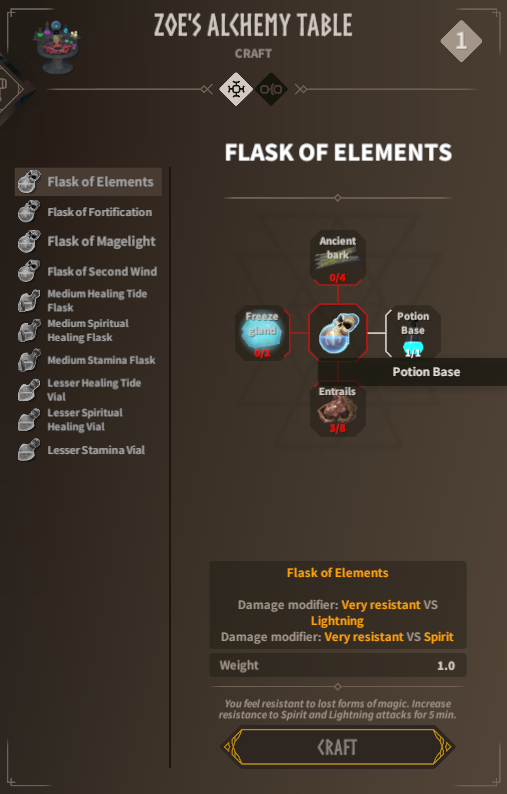 ZOE'S ALCHEMY TABLE
CRAFT
1
FLASK OF ELEMENTS
Flask of Elements
Flask of Fortification
Flask of Magelight
Flask of Second Wind
Medium Healing Tide
Flask
Medium Spiritual
Healing Flask
Medium Stamina Flask
Lesser Healing Tide
Vial
Lesser Spiritual
Healing Vial
Lesser Stamina Vial
Ancient
bark
0/4
Freeze
gland
Potion
Base
1/1
Potion Base
Entrails
3/8
Flask of Elements
Damage modifier: Very resistant VS
Lightning
Damage modifier: Very resistant VS Spirit
Weight 1.0
You feel resistant to lost forms of magic. Increase
resistance to Spirit and Lightning attacks for 5 min.
CRAFT